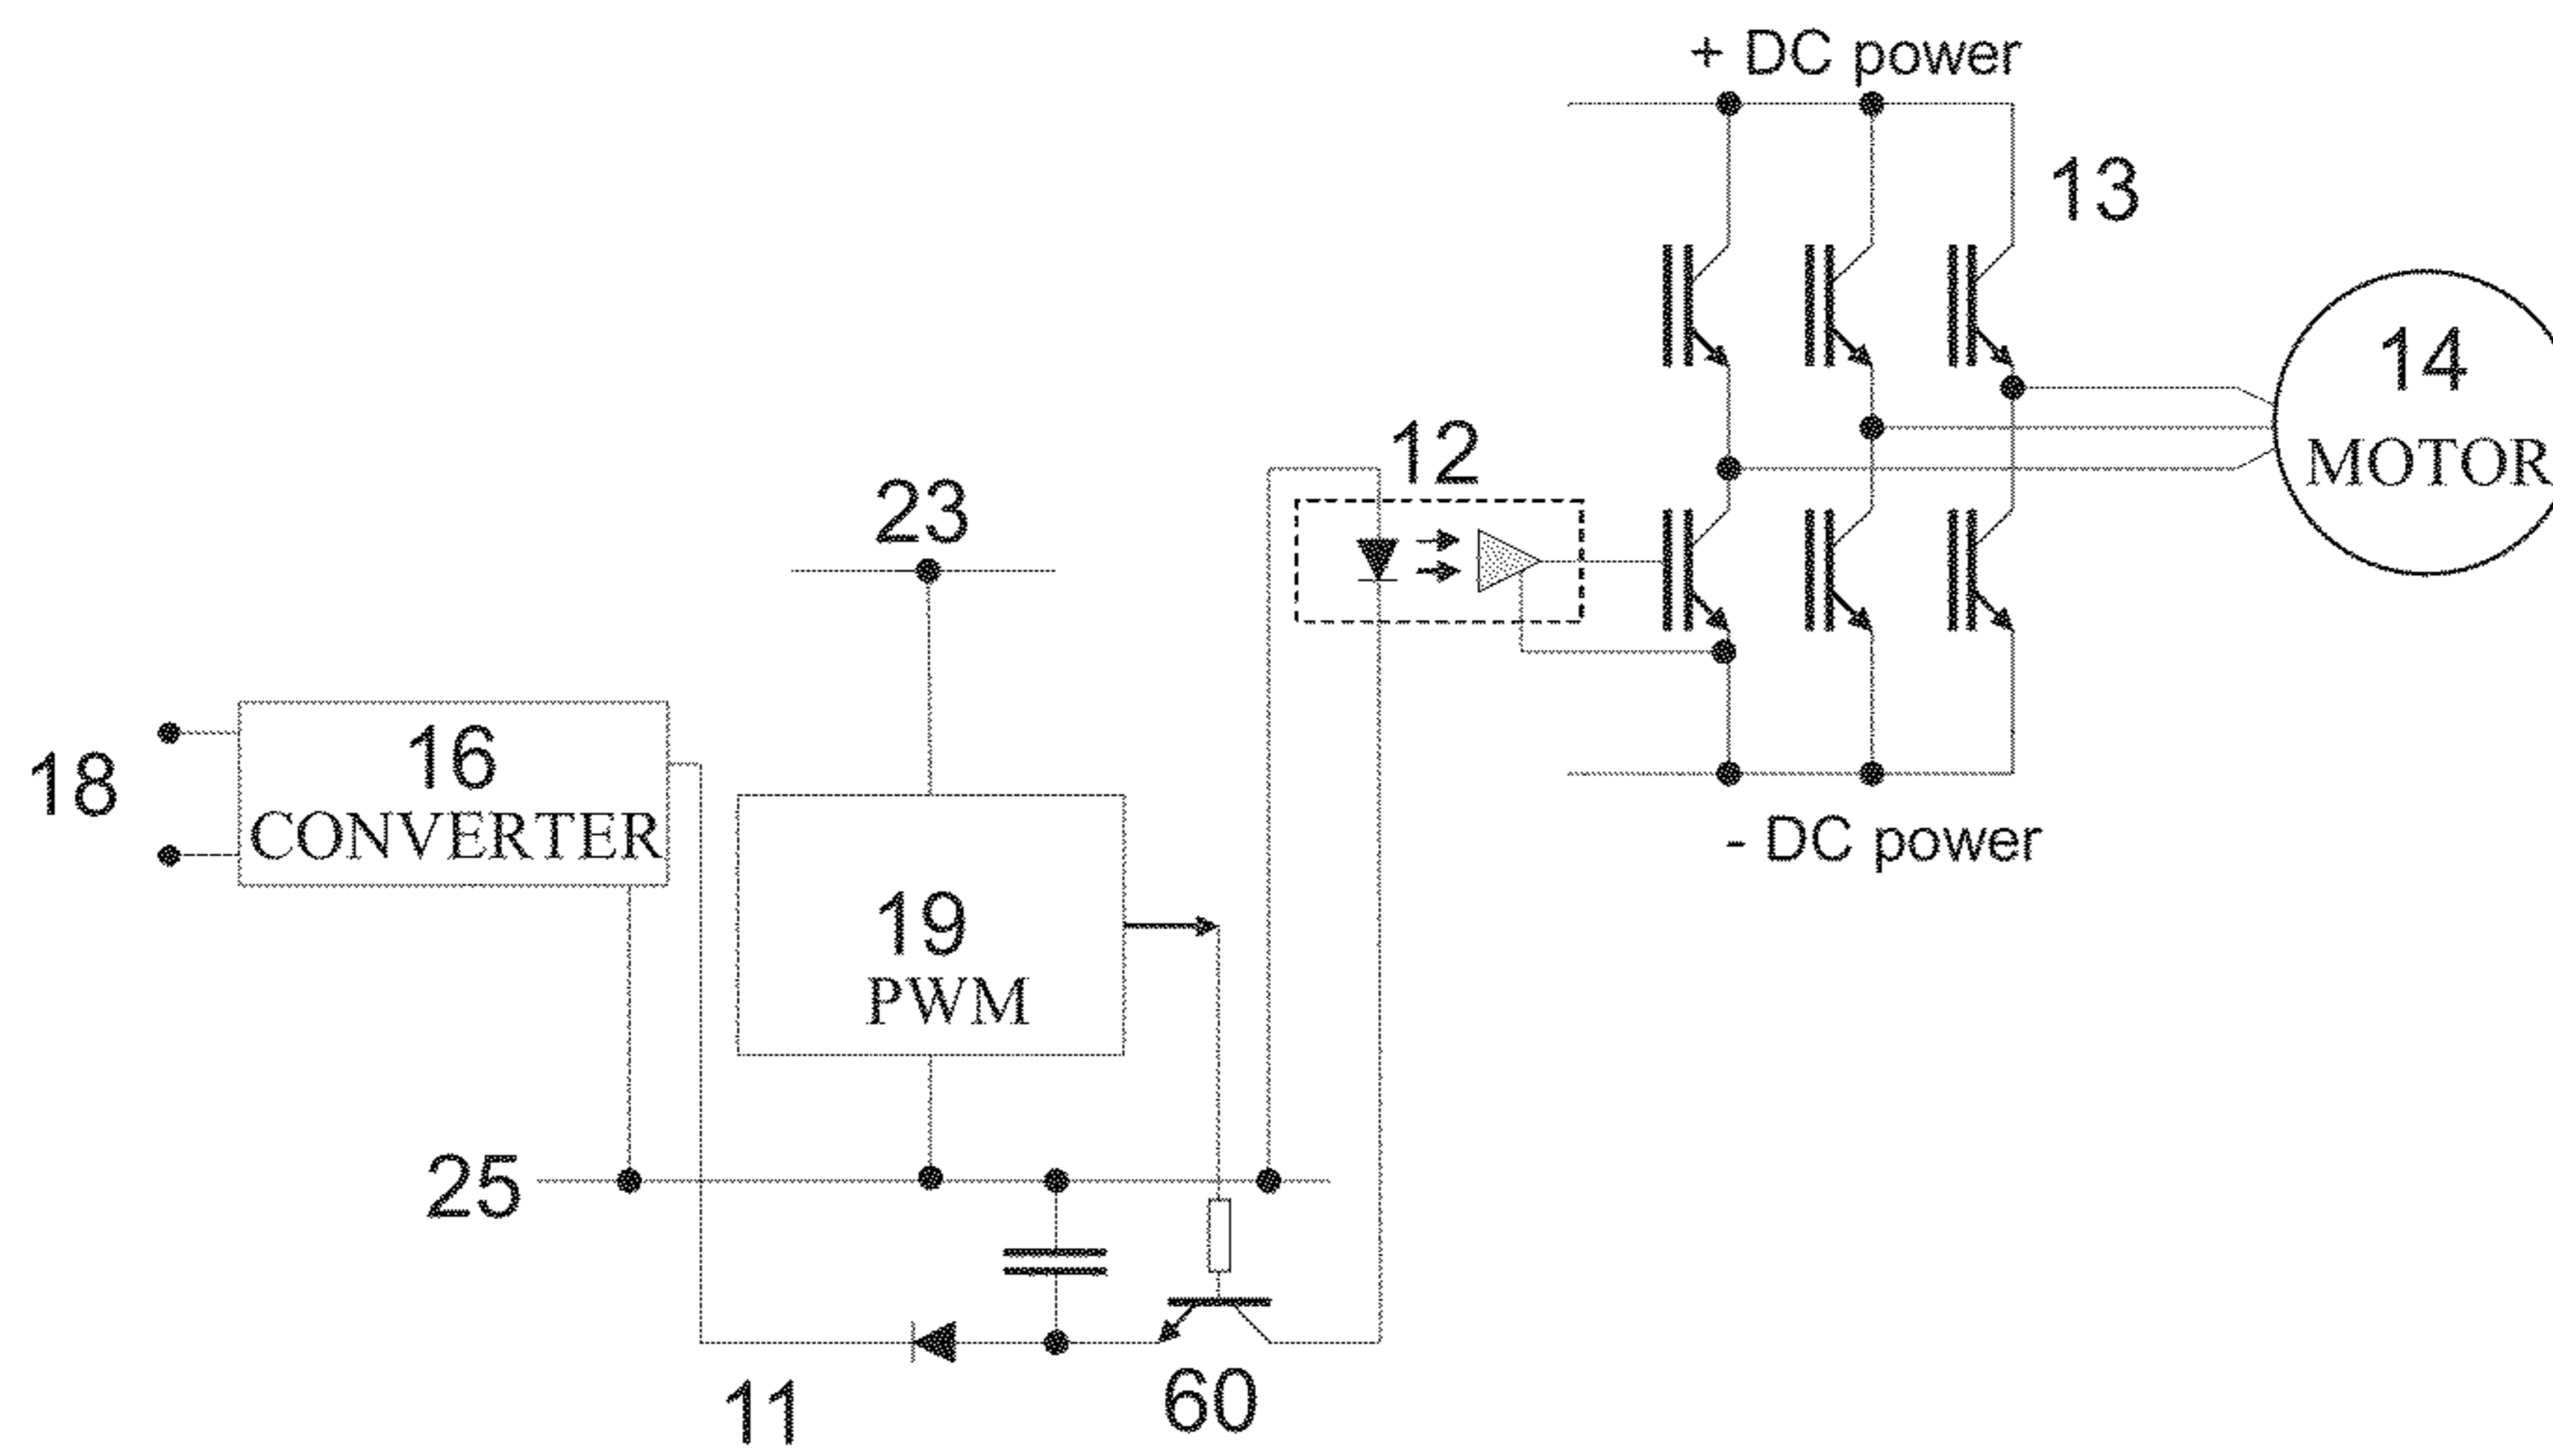 + DC power
13
14
MOTOR
12
23
18
16
CONVERTER
- DC power
19
PWM
25
11
60